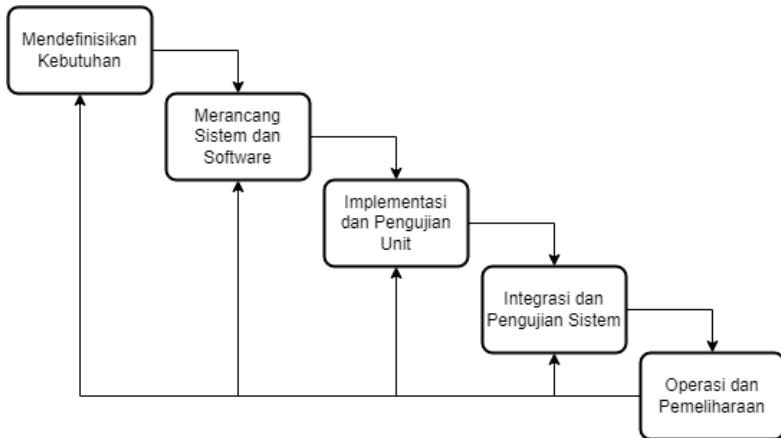 Mendefinisikan
Kebutuhan
Merancang
Sistem dan
Software
Implementasi
dan Pengujian
Unit
Integrasi dan
Pengujian Sistem
Operasi dan
Pemeliharaan